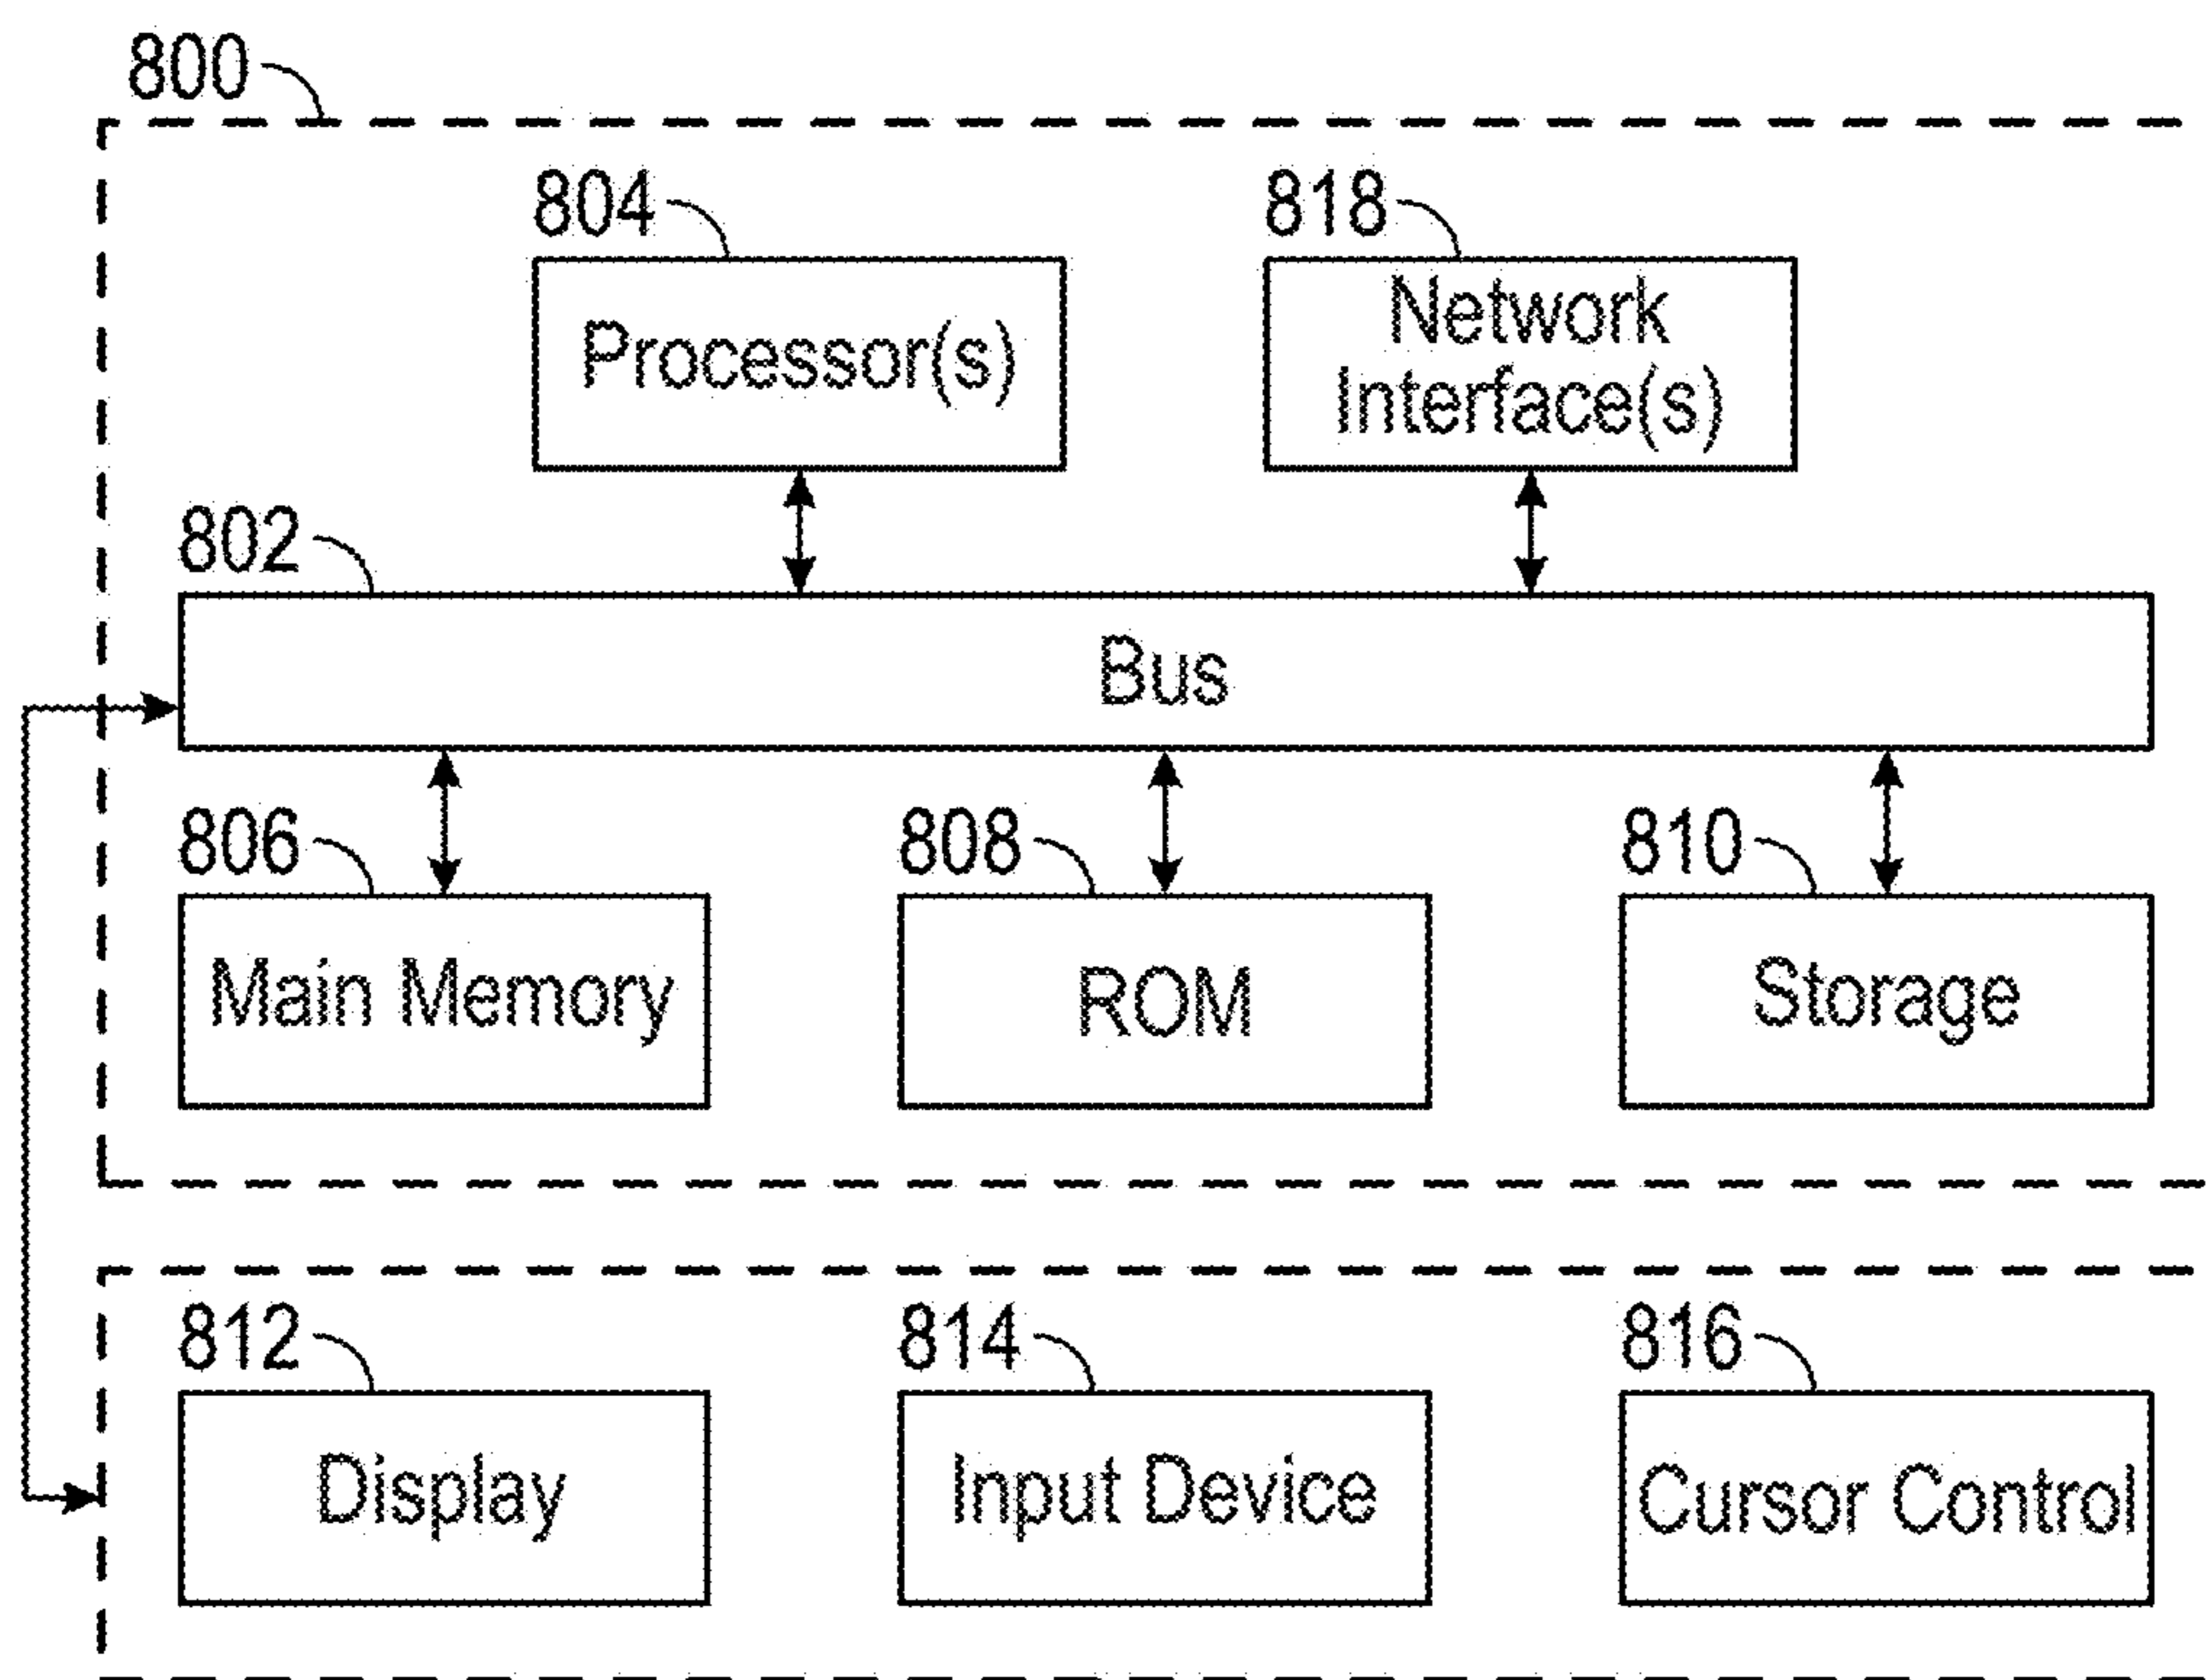 800
804
818
Processor(s)
Network
Interface(s)
802
Bus
806
808
810
Main Memory
ROM
Storage
812
814
816
Display
Input Device
Cursor Control